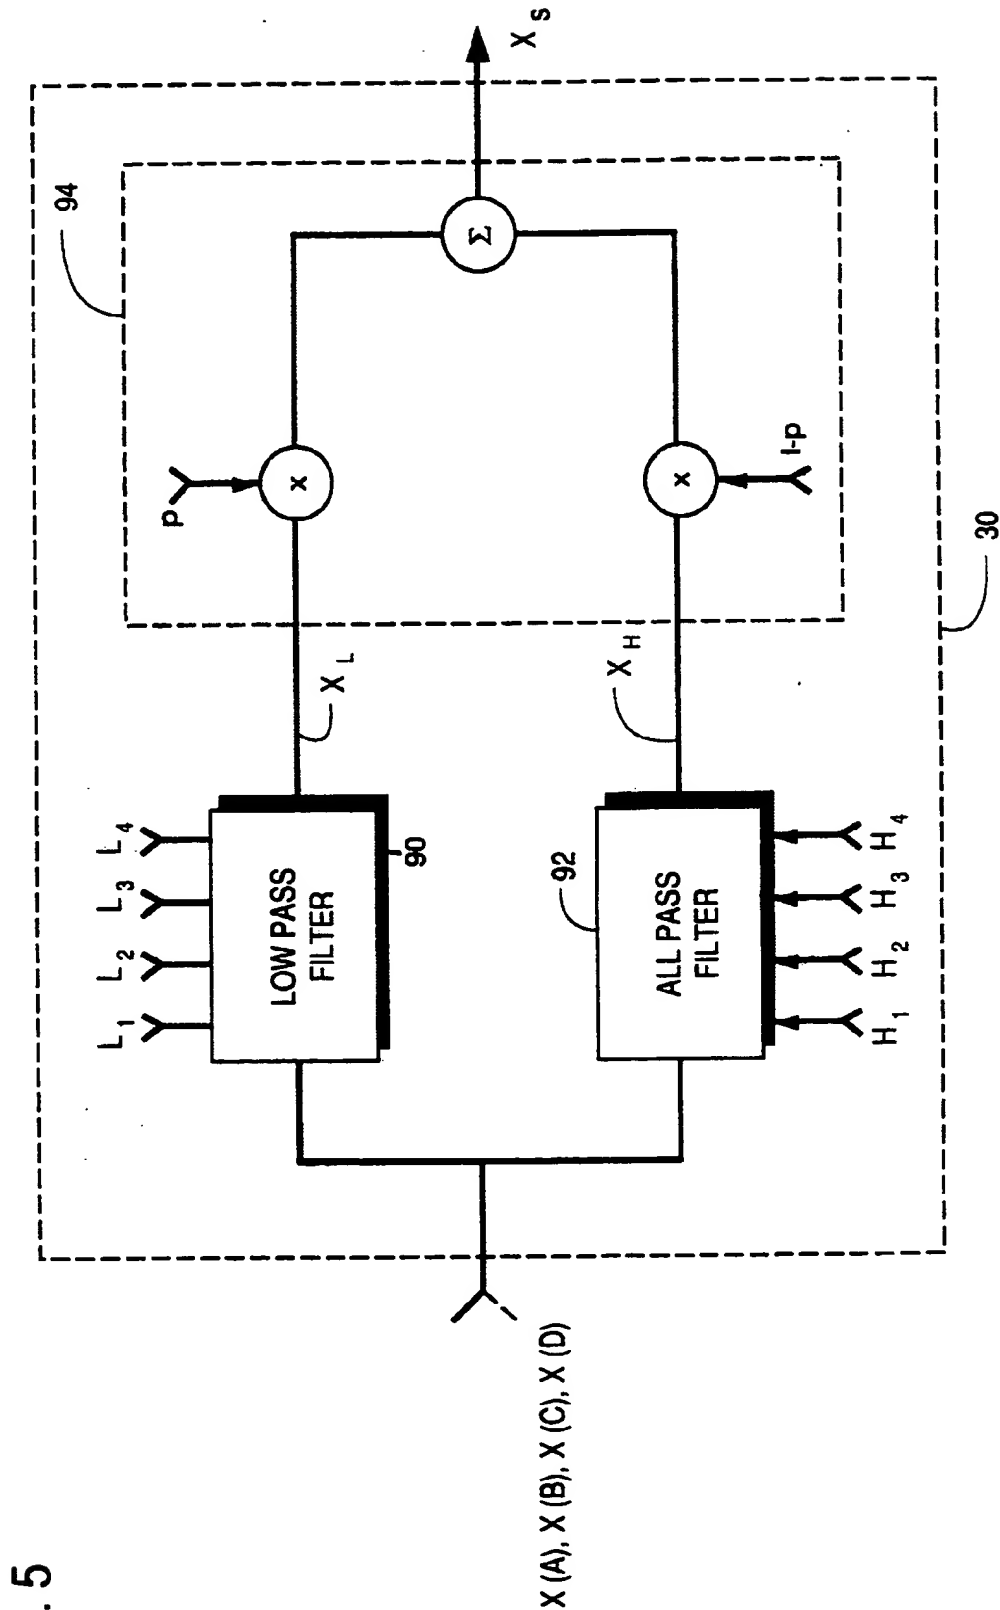 . 5
X (A), X (B), X (C), X (D)
L1 L2 L3 L4
LOW PASS
FILTER
90
XL
P
X
94
Σ
XS
92
ALL PASS
FILTER
H1 H2 H3 H4
XH
X
I-p
30